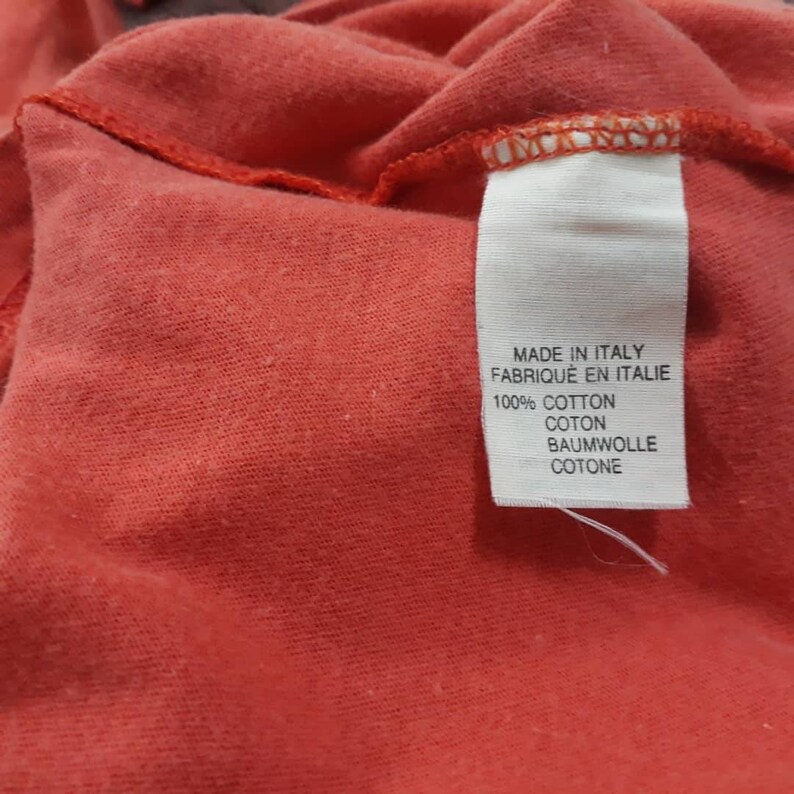 MADE IN ITALY
FABRIQUÈ EN ITALIE
100% COTTON
COTON
BAUMWOLLE
COTONE